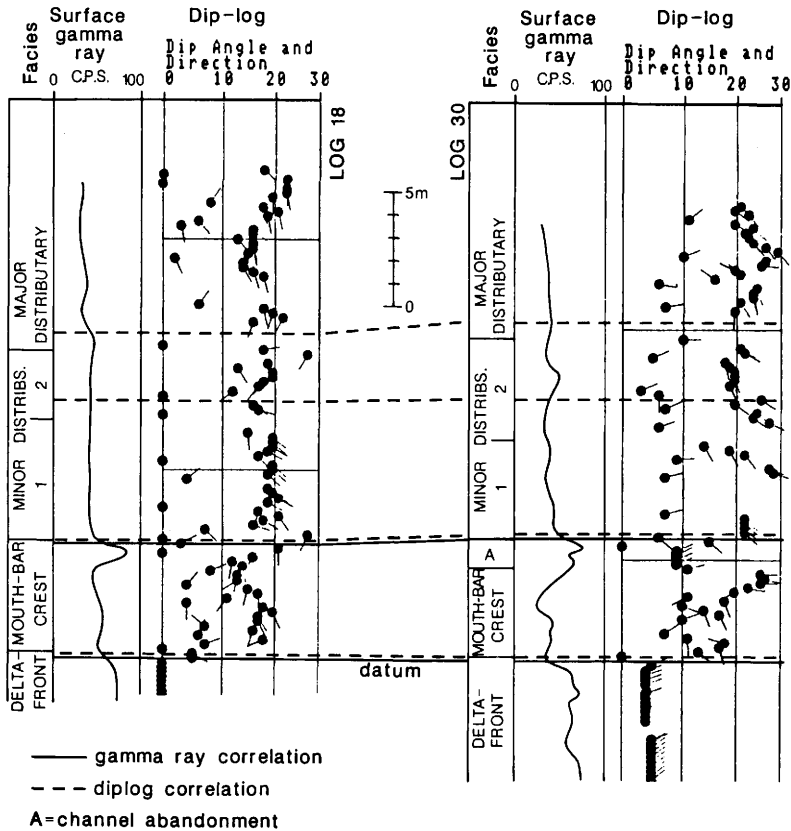 Facies
Surface
gamma
ray
C.P.S.
0 100
Dip-log
Dip Angle and
Direction
0 10 20 30
LOG 18
MAJOR
DISTRIBUTARY
MINOR DISTRIBS.
2
1
MOUTH-BAR
CREST
DELTA-
FRONT
5m
0
datum
Facies
Surface
gamma
ray
C.P.S.
0 100
Dip-log
Dip Angle and
Direction
0 10 20 30
LOG 30
MAJOR
DISTRIBUTARY
MINOR DISTRIBS.
2
1
A
MOUTH-BAR
CREST
DELTA-
FRONT
gamma ray correlation
diplog correlation
A=channel abandonment